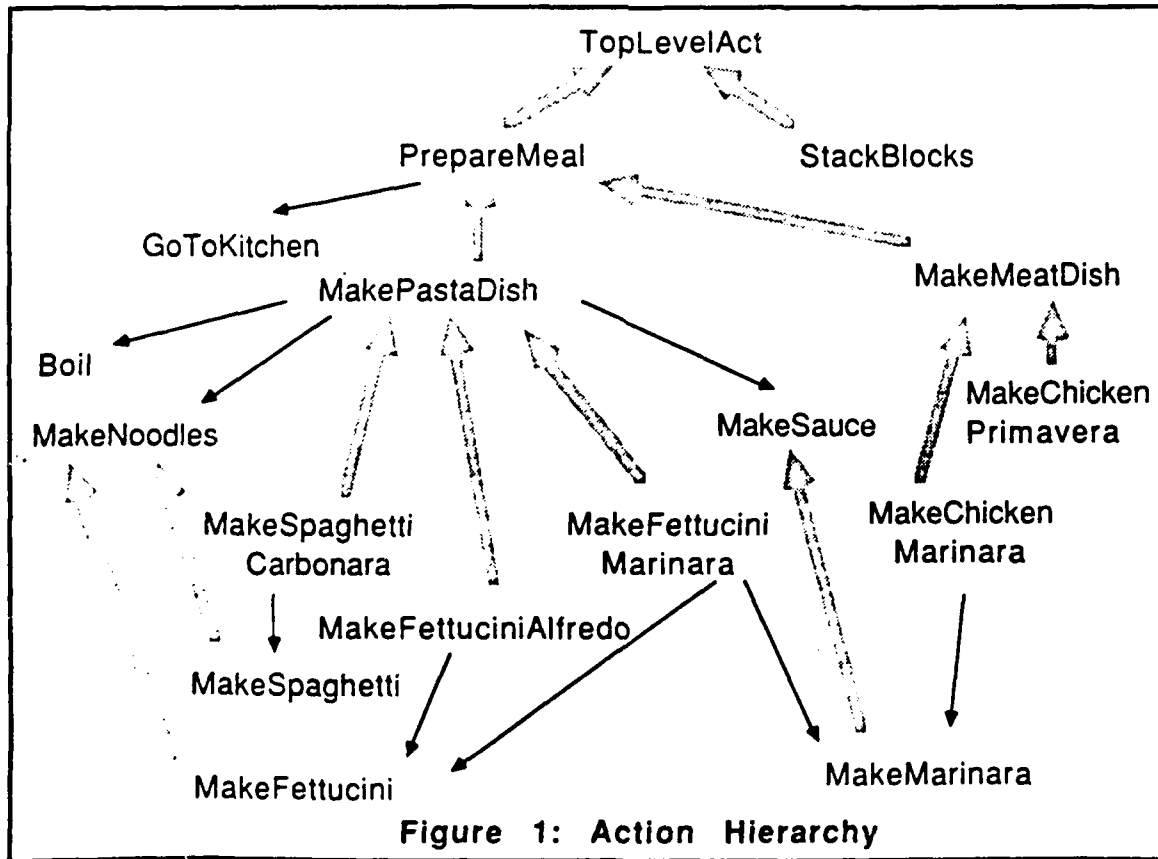 TopLevelAct
PrepareMeal
StackBlocks
GoToKitchen
MakePastaDish
MakeMeatDish
Boil
MakeNoodles
MakeSauce
MakeChicken
Primavera
MakeSpaghetti
Carbonara
MakeFettucini
Marinara
MakeChicken
Marinara
MakeFettuciniAlfredo
MakeSpaghetti
MakeFettucini
MakeMarinara
Figure 1: Action Hierarchy